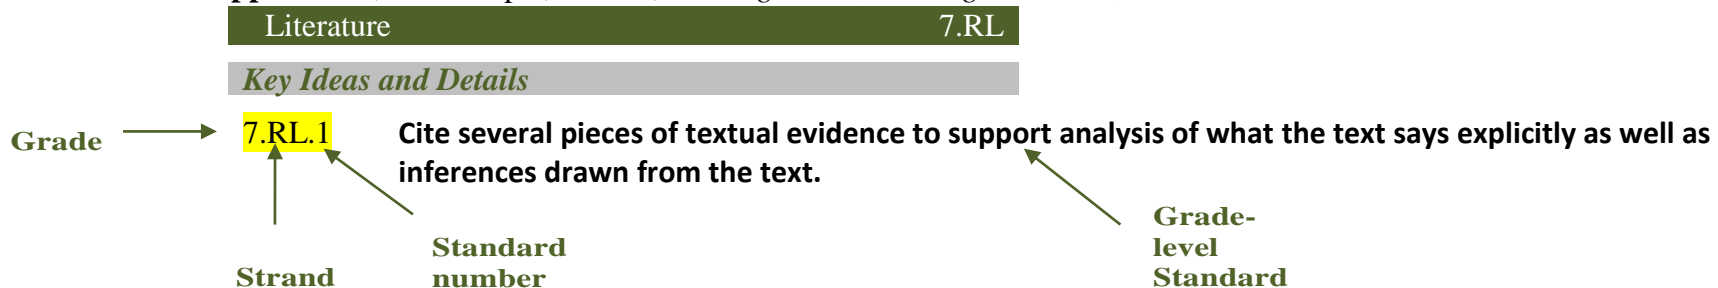 Literature 7.RL
Key Ideas and Details
Grade
7.RL.1 Cite several pieces of textual evidence to support analysis of what the text says explicitly as well as
inferences drawn from the text.
Strand
Standard
number
Grade-
level
Standard